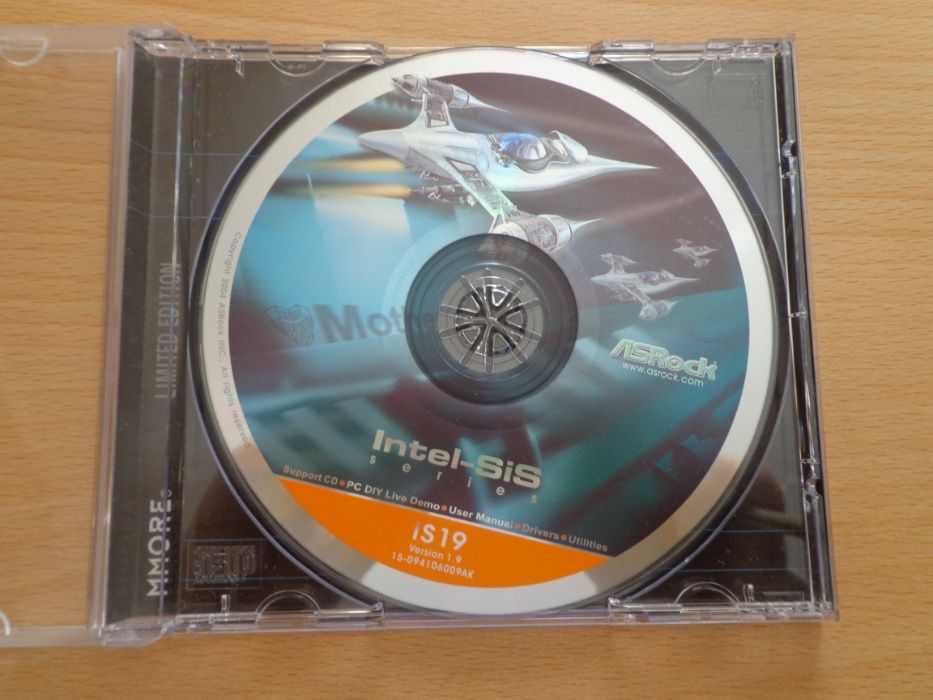 LIMITED EDITION
MMORE
Copyright 2004 ASRock INC., All rights reserved
Mothe
ASRock
www.asrock.com
Intel-SiS
series
Support CD●PC DIY Live Demo●User Manual●Drivers●Utilities
iS19
Version 1.9
15-094106009AK